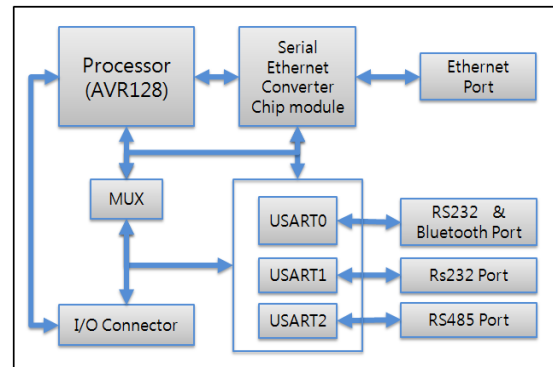 Processor
(AVR128)
Serial
Ethernet
Converter
Chip module
Ethernet
Port
MUX
USART0
RS232 &
Bluetooth Port
USART1
Rs232 Port
I/O Connector
USART2
RS485 Port